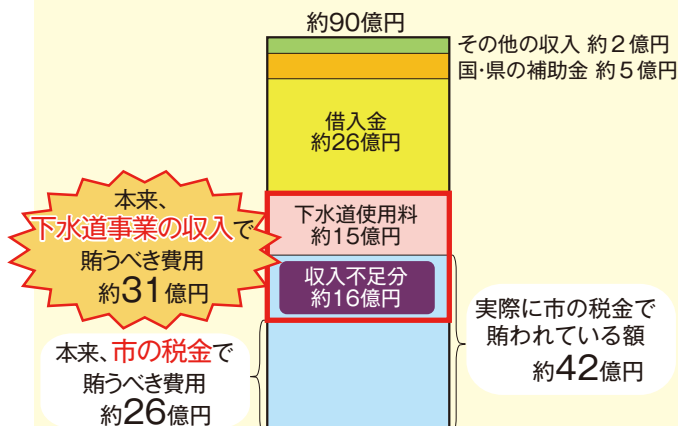 約90億円
その他の収入 約2億円
国・県の補助金 約5億円
借入金
約26億円
本来、
下水道事業の収入で
賄うべき費用
約31億円
下水道使用料
約15億円
収入不足分
約16億円
実際に市の税金で
賄われている額
約42億円
本来、市の税金で
賄うべき費用
約26億円